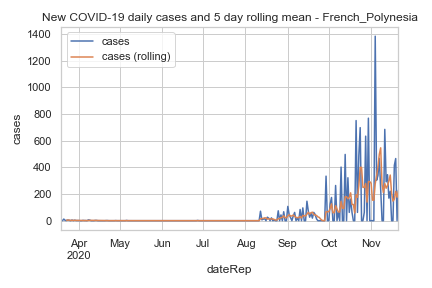 New COVID-19 daily cases and 5 day rolling mean - French_Polynesia
cases
cases (rolling)
1400
1200
1000
800
600
400
200
0
cases
Apr
2020
May
Jun
Jul
Aug
Sep
Oct
Nov
dateRep